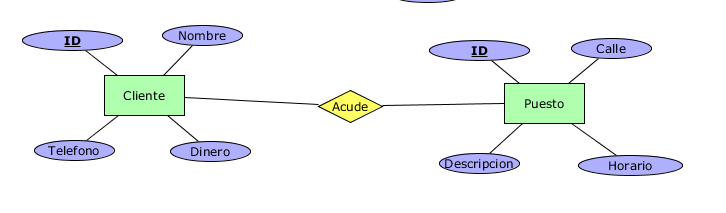 ID
Nombre
Cliente
Telefono
Dinero
Acude
ID
Calle
Puesto
Descripcion
Horario